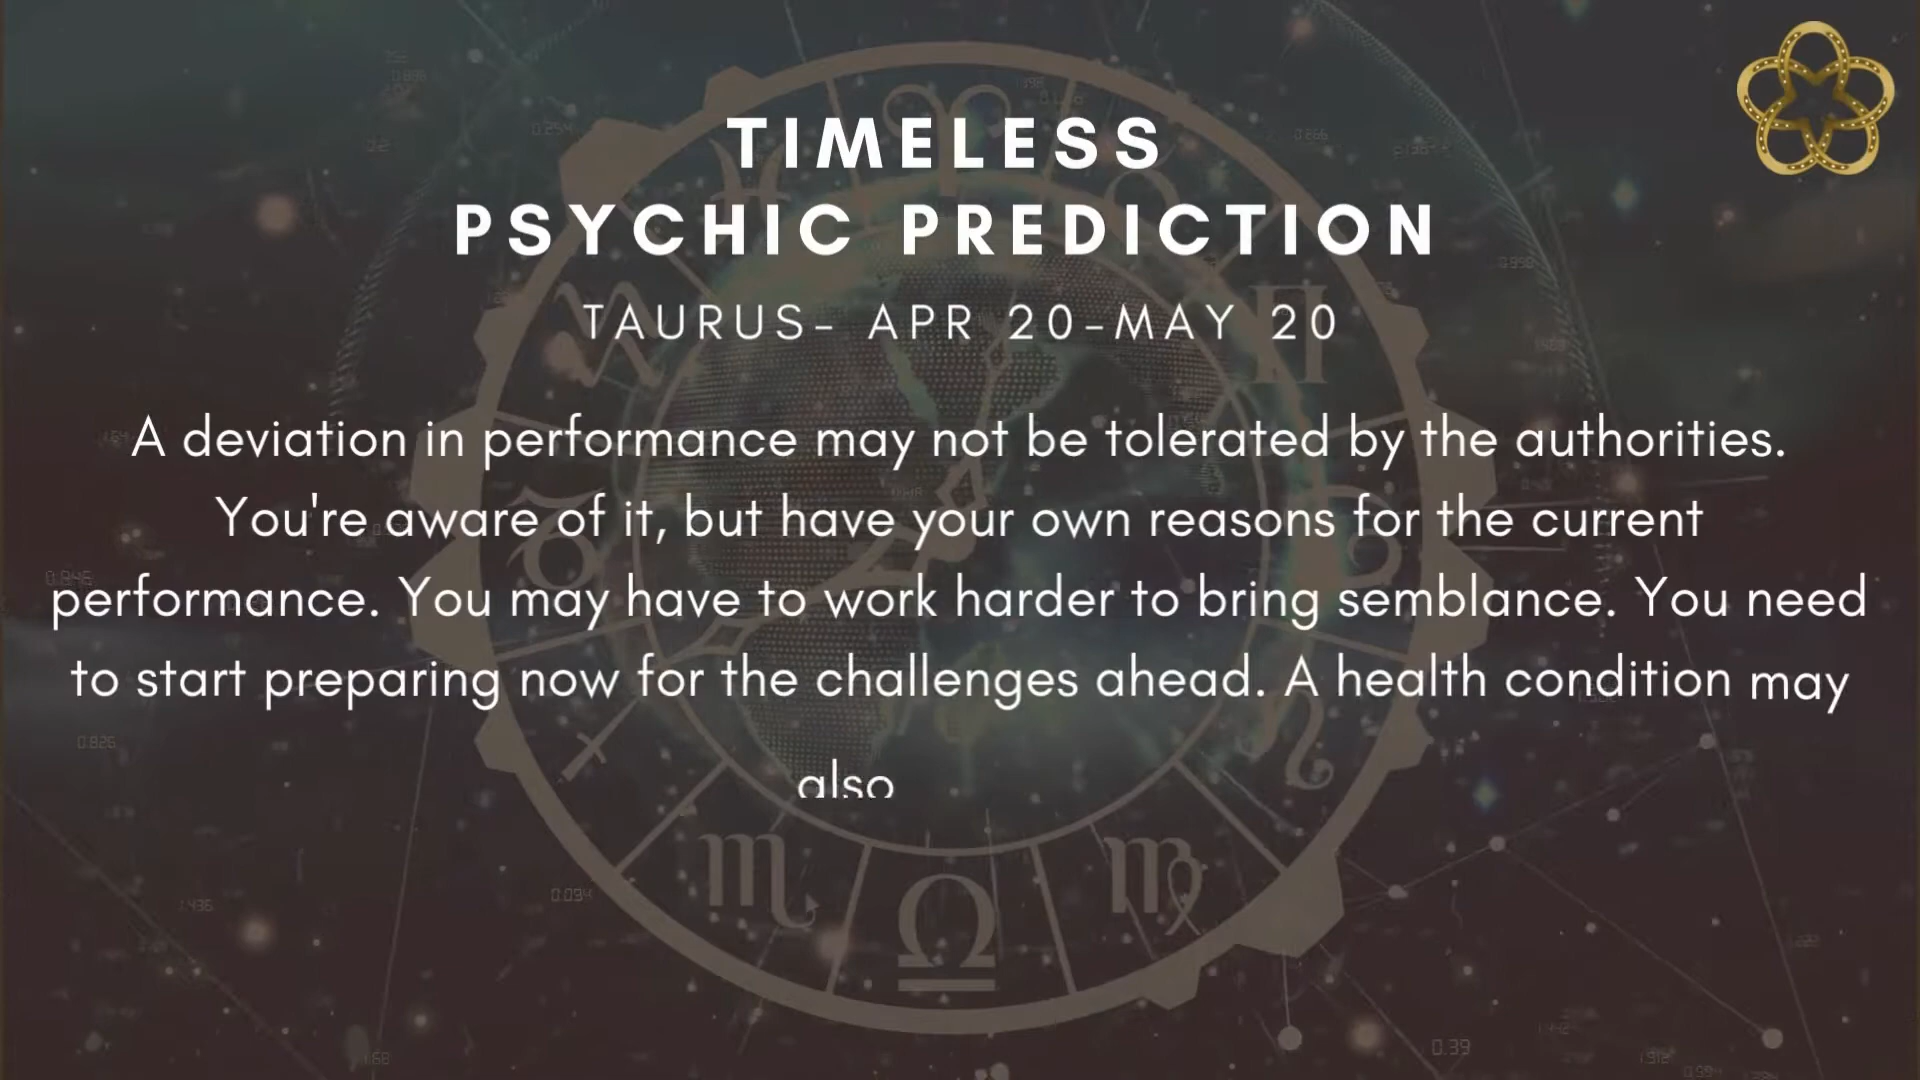 TIMELESS
PSYCHIC PREDICTION
TAURUS- APR 20-MAY 20
A deviation in performance may not be tolerated by the authorities.
You're aware of it, but have your own reasons for the current
performance. You may have to work harder to bring semblance. You need
to start preparing now for the challenges ahead. A health condition may
also